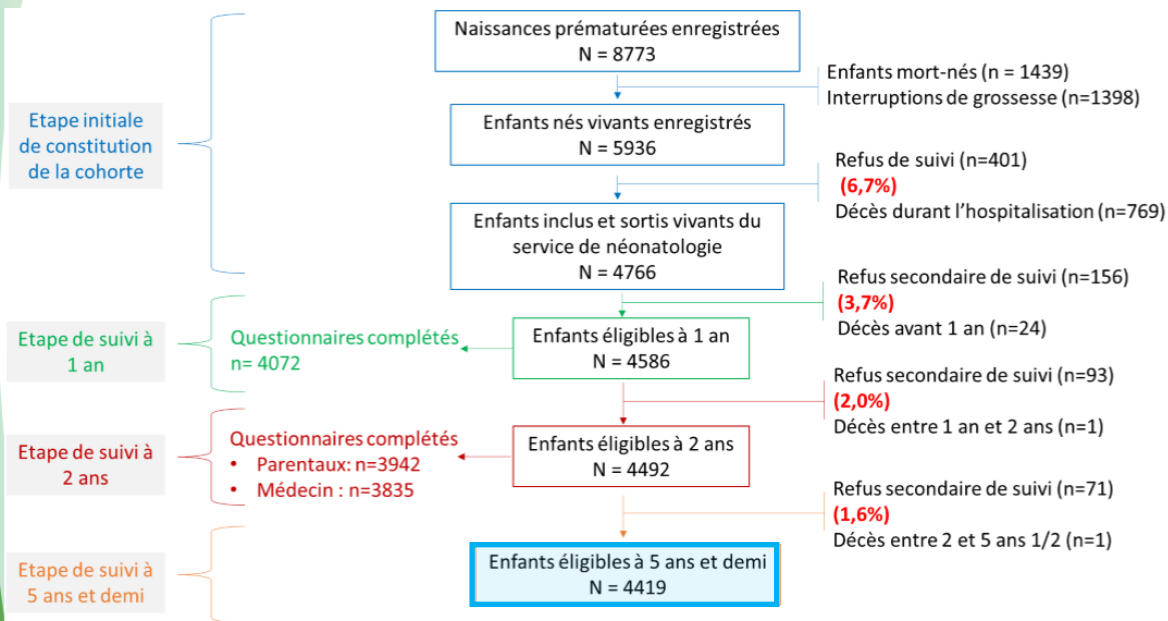 Naissances prématurées enregistrées
N = 8773
Enfants mort-nés (n = 1439)
Interruptions de grossesse (n=1398)
Etape initiale
de constitution
de la cohorte
Enfants nés vivants enregistrés
N = 5936
Refus de suivi (n=401)
(6,7%)
Décès durant l'hospitalisation (n=769)
Enfants inclus et sortis vivants du
service de néonatologie
N = 4766
Refus secondaire de suivi (n=156)
(3,7%)
Décès avant 1 an (n=24)
Etape de suivi à
1 an
Questionnaires complétés
n= 4072
Enfants éligibles à 1 an
N = 4586
Refus secondaire de suivi (n=93)
(2,0%)
Décès entre 1 an et 2 ans (n=1)
Etape de suivi à
2 ans
Questionnaires complétés
• Parentaux: n=3942
• Médecin : n=3835
Enfants éligibles à 2 ans
N = 4492
Refus secondaire de suivi (n=71)
(1,6%)
Décès entre 2 et 5 ans 1/2 (n=1)
Etape de suivi à
5 ans et demi
Enfants éligibles à 5 ans et demi
N = 4419